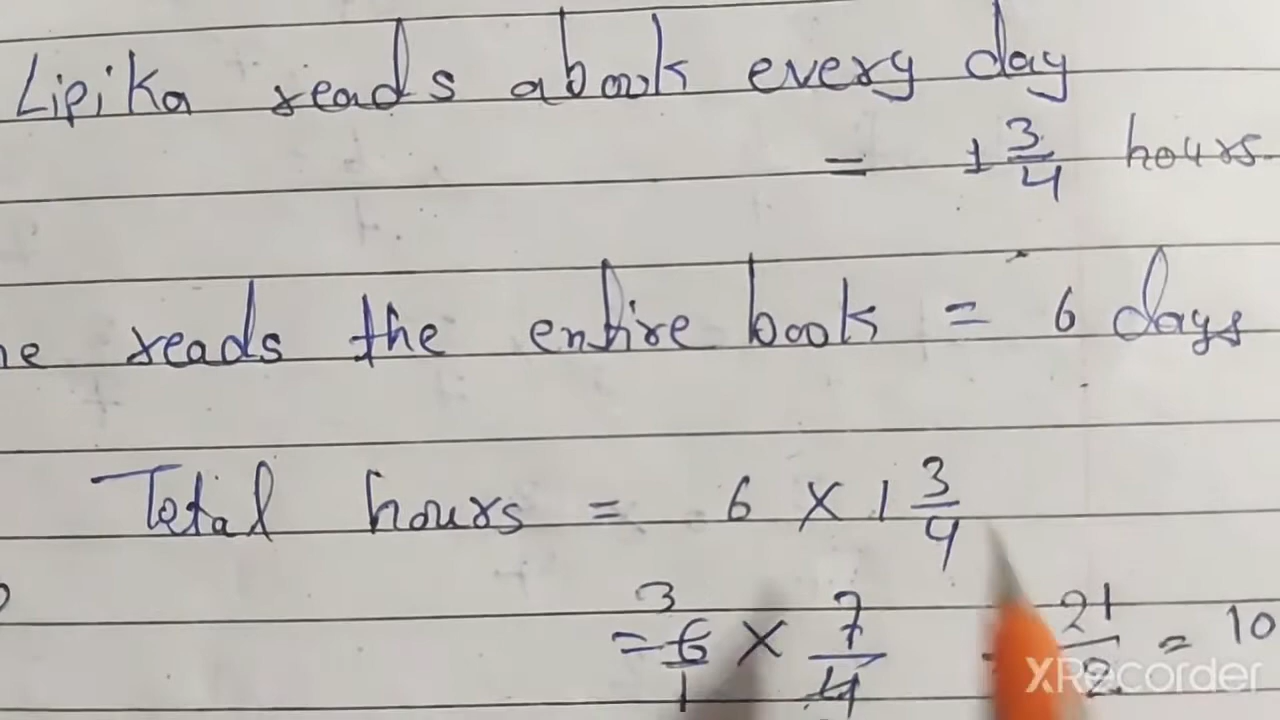 Lipika reads a book every day
= 1 3/4 hours
he reads the entire book = 6 days
Total hours = 6 × 1 3/4
= 3 6/1 × 7/4 = 21/2 = 10
XRecorder